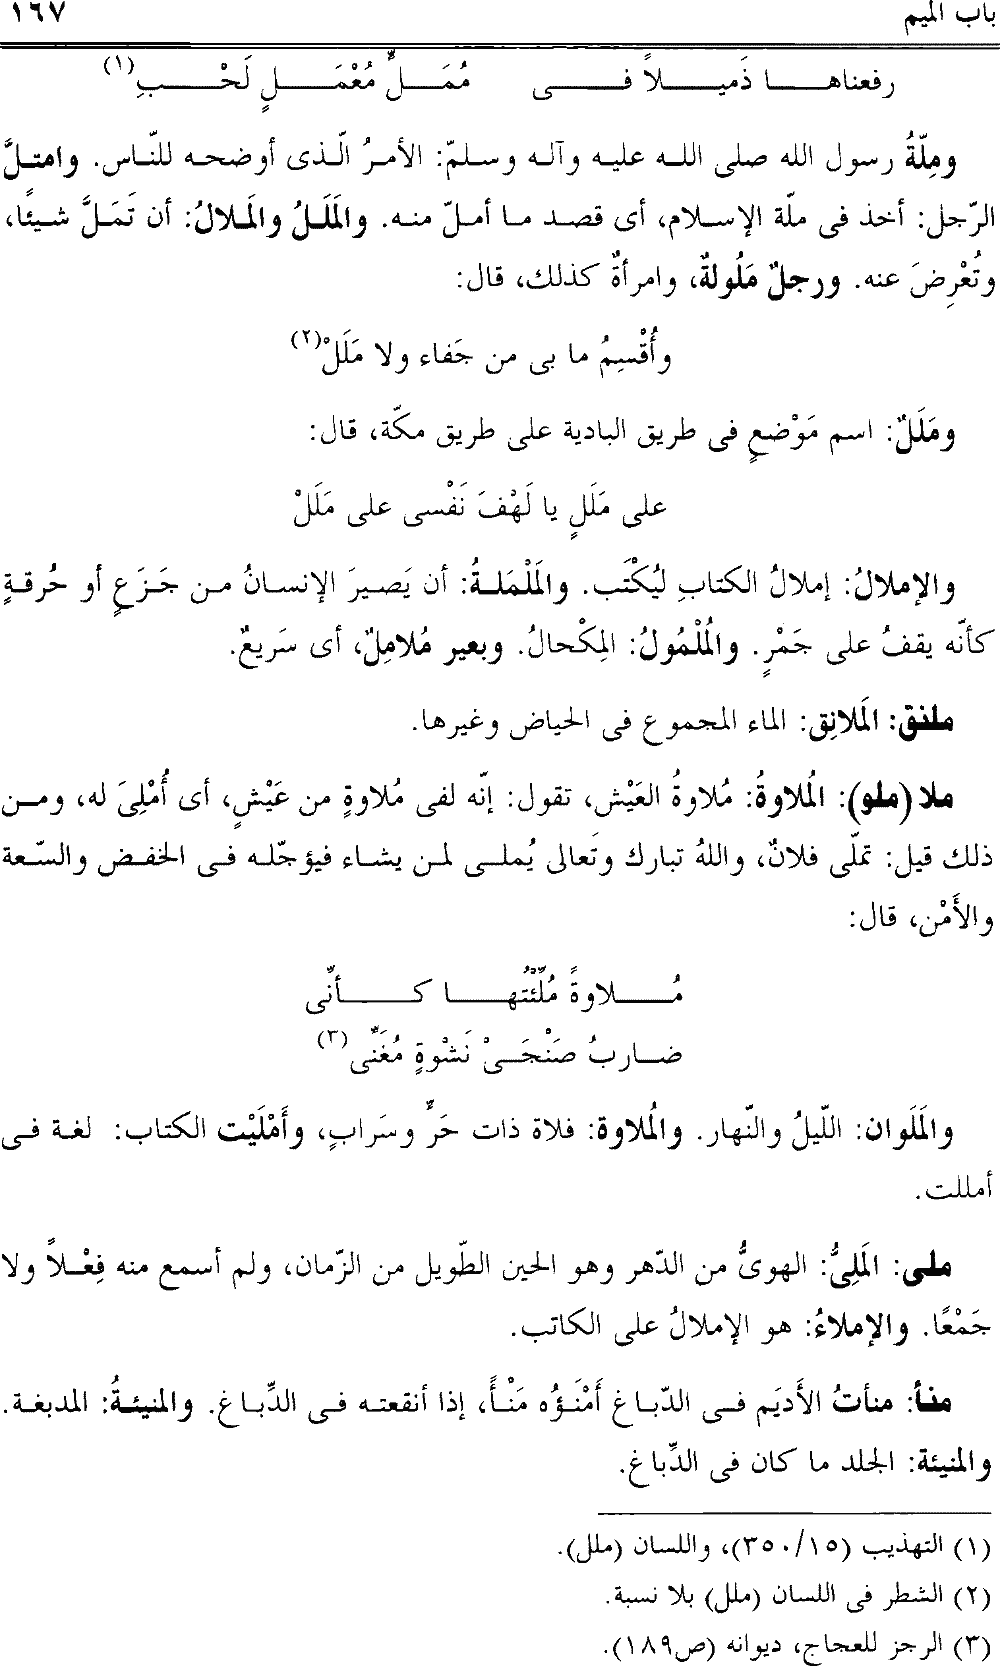 باب الميم ١٦٧
رفعناها ذَميلاً فى مُمَلٍّ مُعْمَلٍ لَحْبِ(١)
ومِلّةُ رسول الله صلى الله عليه وآله وسلمّ: الأمرُ الّذى أوضحه للنّاس. وامتلَّ
الرّجل: أخذ فى ملّة الإسلام، أى قصد ما أملّ منه. والمَلَلُ والمَلالُ: أن تَمَلَّ شيئًا،
وتُعْرِضَ عنه. ورجلٌ مَلُولةٌ، وامرأةٌ كذلك، قال:
وأُقْسِمُ ما بى من جَفاء ولا مَلَلْ(٢)
ومَلَلٌ: اسم مَوْضعٍ فى طريق البادية على طريق مكّة، قال:
على مَلَلٍ يا لَهْفَ نَفْسى على مَلَلْ
والإملالُ: إملالُ الكتابِ ليُكْتَب. والمَلْمَلةُ: أن يَصيرَ الإنسانُ من جَزَعٍ أو حُرقةٍ
كأنّه يقفُ على جَمْرٍ. والمُلْمُولُ: المِكْحالُ. وبعير مُلامِلٌ، أى سَريعٌ.
ملنق: المَلانِق: الماء المجموع فى الحياض وغيرها.
ملا (ملو): المُلاوةُ: مُلاوةُ العَيْش، تقول: إنّه لفى مُلاوةٍ من عَيْشٍ، أى أُمْلِىَ له، ومن
ذلك قيل: تملّى فلانٌ، واللهُ تبارك وتَعالى يُملى لمن يشاء فيؤجّله فى الخفض والسّعة
والأَمْن، قال:
مُلاوةً مُلِّئتُها كأنّى
ضاربُ صَنْجَىْ نَشْوةٍ مُغَنِّى(٣)
والمَلَوان: اللّيلُ والنّهار. والمُلاوة: فلاة ذات حَرٍّ وسَرابٍ، وأَمْلَيْت الكتاب: لغة فى
أمللت.
ملى: المَلِىُّ: الهوىُّ من الدّهر وهو الحين الطّويل من الزّمان، ولم أسمع منه فِعْلاً ولا
جَمْعًا. والإملاءُ: هو الإملالُ على الكاتب.
منأ: منأتُ الأديَم فى الدّباغ أَمْنَؤُه مَنْأً، إذا أنقعته فى الدِّباغ. والمنيئةُ: المدبغة.
والمنيئة: الجلد ما كان فى الدِّباغ.
(١) التهذيب (٣٥٠/١٥)، واللسان (ملل).
(٢) الشطر فى اللسان (ملل) بلا نسبة.
(٣) الرجز للعجاج، ديوانه (ص١٨٩).